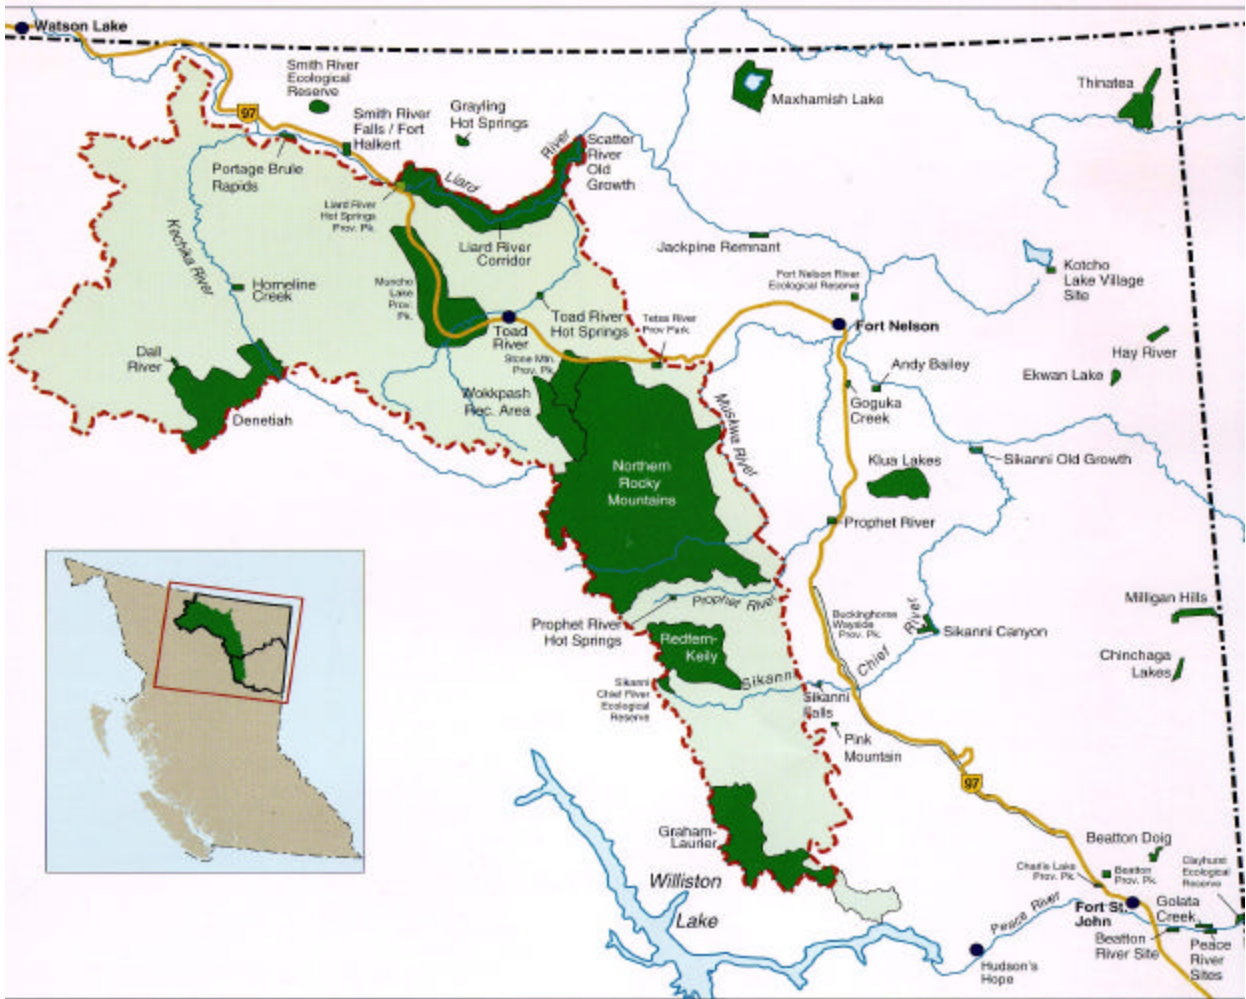 Watson Lake
97
Smith River
Ecological
Reserve
Grayling
Hot Springs
Smith River
Falls / Fort
Halkert
Portage Brule
Rapids
Liard River
Hot Springs
Prov. Pk.
Liard
River
Scatter
River
Old
Growth
Maxhamish Lake
Thinatea
Kechika River
Liard River
Corridor
Jackpine Remnant
Fort Nelson River
Ecological Reserve
Kotcho
Lake Village
Site
Horneline
Creek
Muncho
Lake
Prov.
Pk.
Toad
River
Toad River
Hot Springs
Tetsa River
Prov Park
Fort Nelson
Hay River
Ekwan Lake
Dall
River
Denetiah
Stone Mtn.
Prov. Pk.
Wokkpash
Rec. Area
Muskwa River
Andy Bailey
Goguka
Creek
Northern
Rocky
Mountains
Klua Lakes
Sikanni Old Growth
Prophet River
Prophet River
Prophet River
Hot Springs
Redfern-
Keily
Buckinghorse
Wayside
Prov. Pk.
Sikanni
Chief
River
Sikanni Canyon
Milligan Hills
Chinchaga
Lakes
Sikanni
Chief River
Ecological
Reserve
Sikanni
Falls
Pink
Mountain
97
Graham-
Laurier
Williston
Lake
Beatton Doig
Charlie Lake
Prov. Pk.
Beatton
Prov. Pk.
Clayhurst
Ecological
Reserve
Peace River
Fort St.
John
Golata
Creek
Beatton
River Site
Peace
River
Sites
Hudson's
Hope